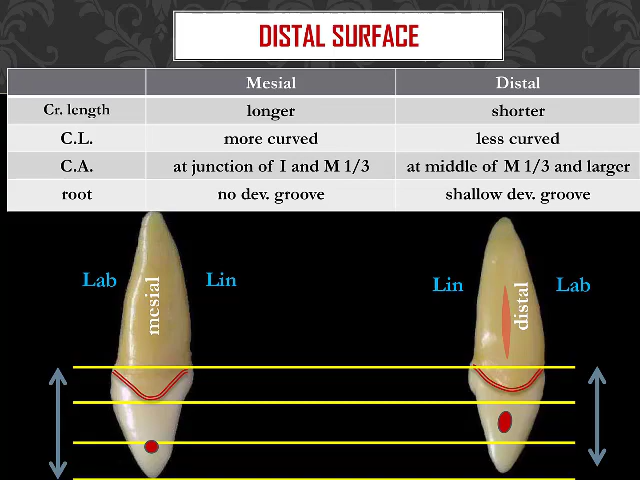 DISTAL SURFACE
Mesial Distal
Cr. length longer shorter
C.L. more curved less curved
C.A. at junction of I and M 1/3 at middle of M 1/3 and larger
root no dev. groove shallow dev. groove
Lab mesial Lin
Lin distal Lab